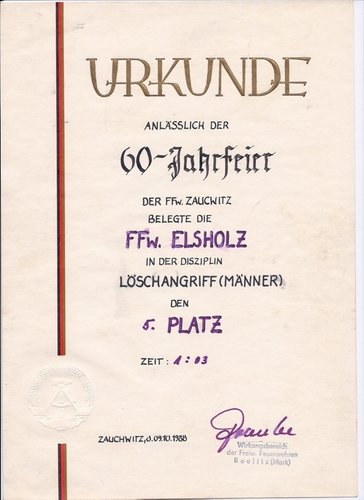 URKUNDE
ANLÄSSLICH DER
60-Jahrfeier
DER FFW. ZAUCHWITZ
BELEGTE DIE
FFW. ELSHOLZ
IN DER DISZIPLIN
LÖSCHANGRIFF (MÄNNER)
DEN
5. PLATZ
ZEIT: 1:03
ZAUCHWITZ, d. 09.10.1988
Wirkungsbereich
der Freiw. Feuerwehren
Beelitz (Mark)